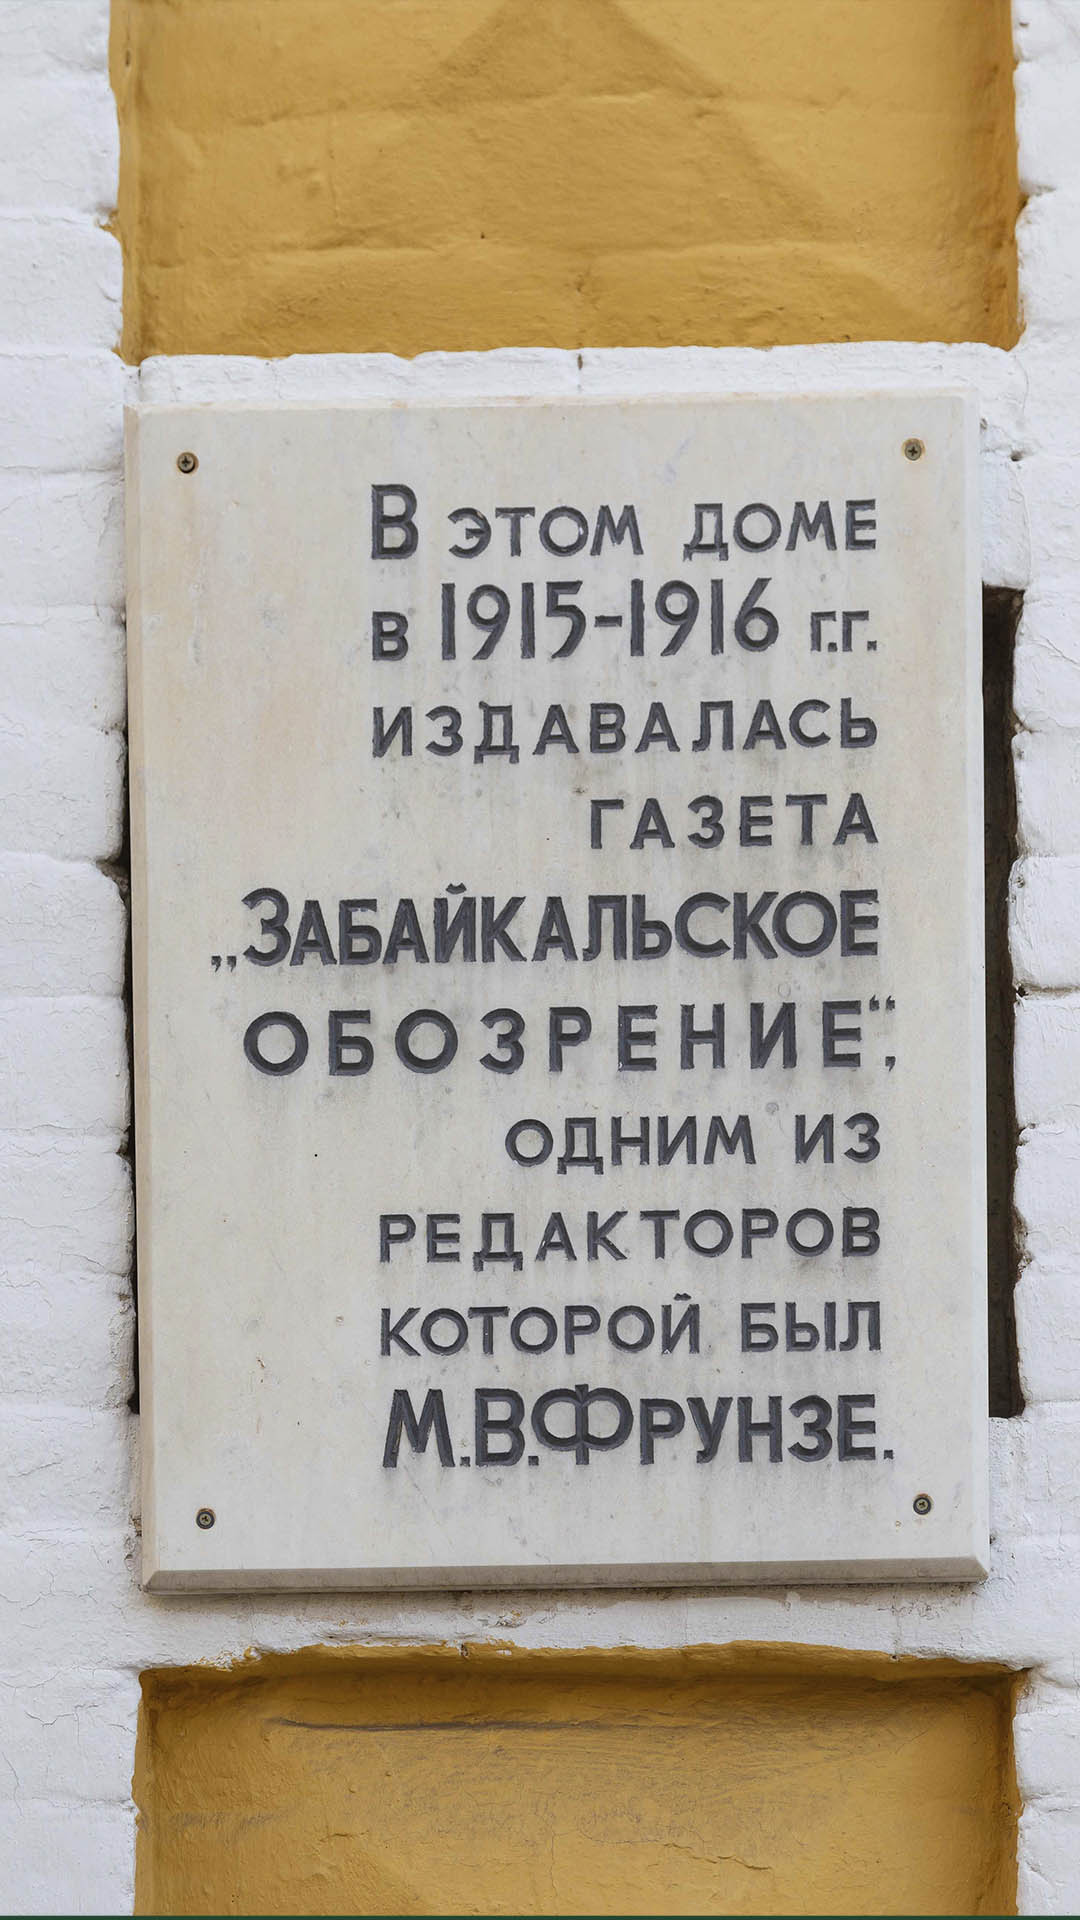 В ЭТОМ ДОМЕ
В 1915-1916 Г.Г.
ИЗДАВАЛАСЬ
ГАЗЕТА
„ЗАБАЙКАЛЬСКОЕ
ОБОЗРЕНИЕ“,
ОДНИМ ИЗ
РЕДАКТОРОВ
КОТОРОЙ БЫЛ
М.В.ФРУНЗЕ.